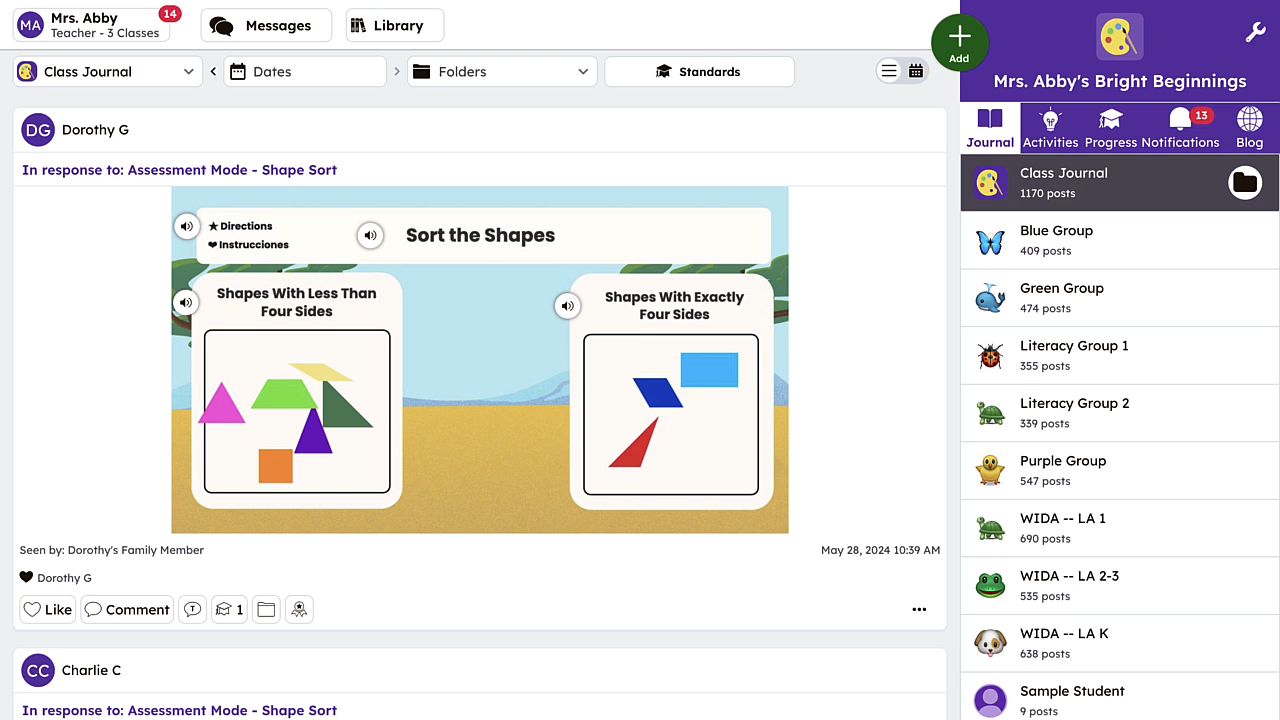 MA
Mrs. Abby
Teacher - 3 Classes
14
Messages
Library
Add
Mrs. Abby's Bright Beginnings
Class Journal
Dates
Folders
Standards
Journal
Activities
Progress
Notifications
13
Blog
DG
Dorothy G
In response to: Assessment Mode - Shape Sort
Directions
Instrucciones
Sort the Shapes
Shapes With Less Than
Four Sides
Shapes With Exactly
Four Sides
Seen by: Dorothy's Family Member
May 28, 2024 10:39 AM
Dorothy G
Like
Comment
T
1
CC
Charlie C
In response to: Assessment Mode - Shape Sort
Class Journal
1170 posts
Blue Group
409 posts
Green Group
474 posts
Literacy Group 1
355 posts
Literacy Group 2
339 posts
Purple Group
547 posts
WIDA -- LA 1
690 posts
WIDA -- LA 2-3
535 posts
WIDA -- LA K
638 posts
Sample Student
9 posts